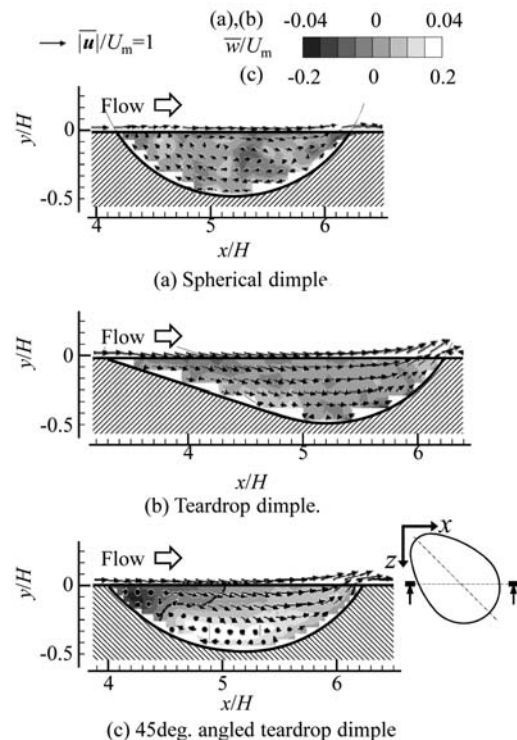 (a),(b) -0.04 0 0.04
|u̅|/Uₘ=1 w̅/Uₘ
(c) -0.2 0 0.2
Flow
y/H
0
-0.5
4 5 6
x/H
(a) Spherical dimple
Flow
y/H
0
-0.5
4 5 6
x/H
(b) Teardrop dimple.
Flow
x
z
y/H
0
-0.5
4 5 6
x/H
(c) 45deg. angled teardrop dimple